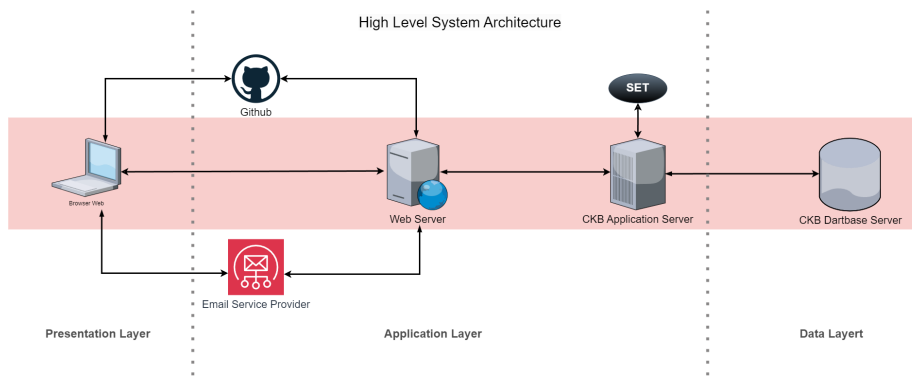 High Level System Architecture
Github
SET
Browser Web
Web Server
CKB Application Server
CKB Dartbase Server
Email Service Provider
Presentation Layer
Application Layer
Data Layert